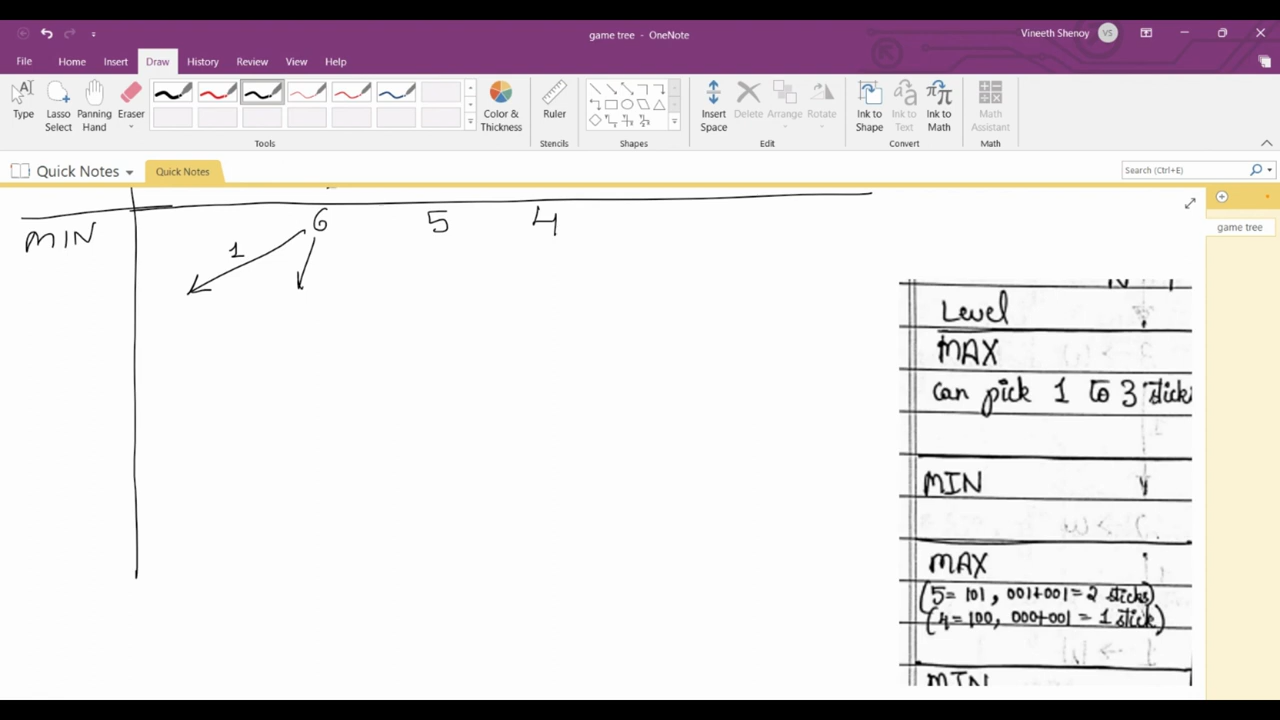 game tree - OneNote
Vineeth Shenoy
VS
File Home Insert Draw History Review View Help
Type
Lasso Select
Panning Hand
Eraser
Color & Thickness
Ruler
Insert Space
Delete
Arrange
Rotate
Ink to Shape
Ink to Text
Ink to Math
Math Assistant
Tools
Stencils
Shapes
Edit
Convert
Math
Quick Notes
Quick Notes
Search (Ctrl+E)
game tree
MIN 6 5 4
1
Level
MAX
Can pick 1 to 3 sticks
MIN
MAX
(5=101, 001+001=2 sticks)
(4=100, 000+001=1 stick)
MIN